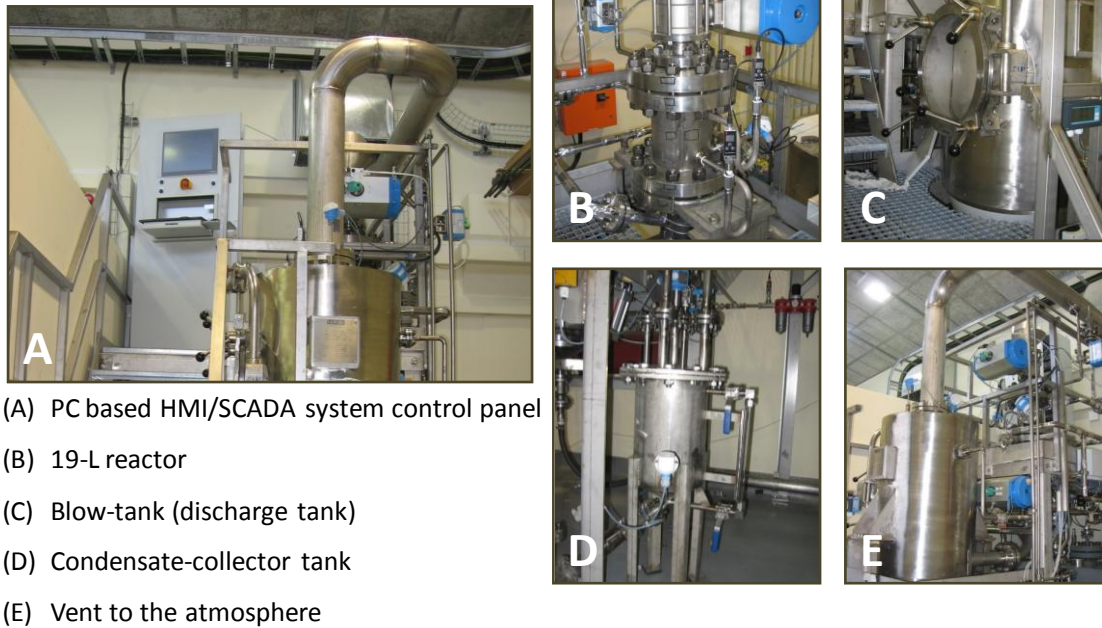 A
B
C
D
E
(A) PC based HMI/SCADA system control panel
(B) 19-L reactor
(C) Blow-tank (discharge tank)
(D) Condensate-collector tank
(E) Vent to the atmosphere